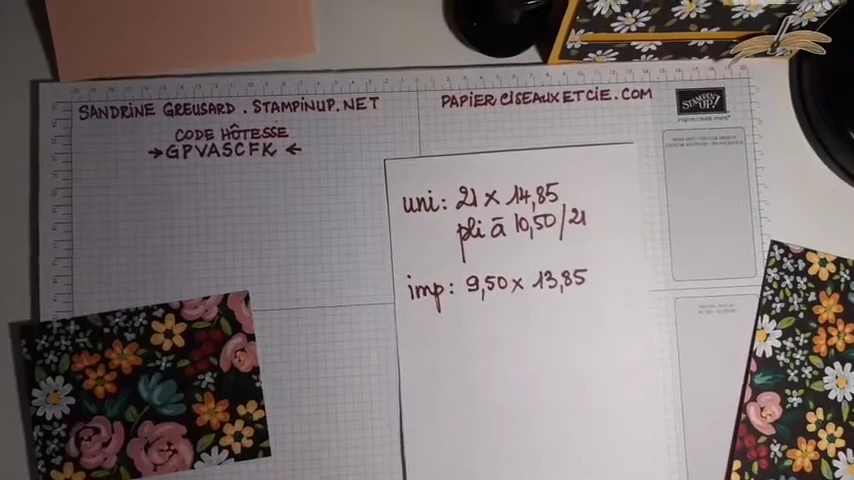 SANDRINE GREUSARD . STAMPINUP. NET
PAPIERCISEAUXETCIE.COM
CODE HÔTESSE
→ GPVASCFK ←
STAMPIN' UP!
uni: 21 x 14,85
pli à 10,50/21
imp: 9,50 x 13,85